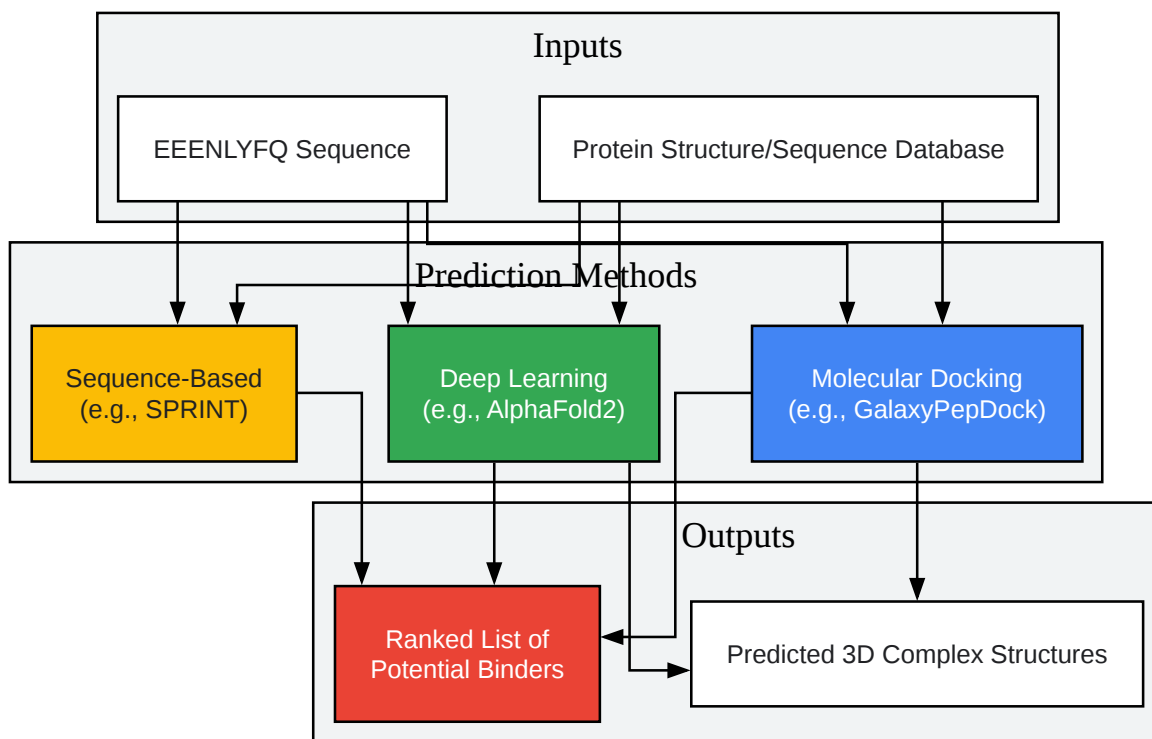 Inputs
EEENLYFQ Sequence
Protein Structure/Sequence Database
Prediction Methods
Sequence-Based
(e.g., SPRINT)
Deep Learning
(e.g., AlphaFold2)
Molecular Docking
(e.g., GalaxyPepDock)
Outputs
Ranked List of
Potential Binders
Predicted 3D Complex Structures